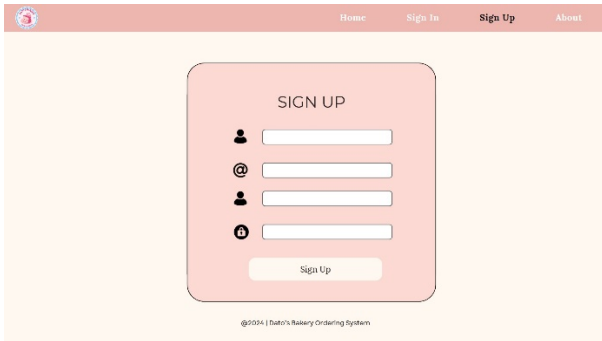 Home Sign In Sign Up About
SIGN UP
@
Sign Up
@2024 | Dato's Bakery Ordering System